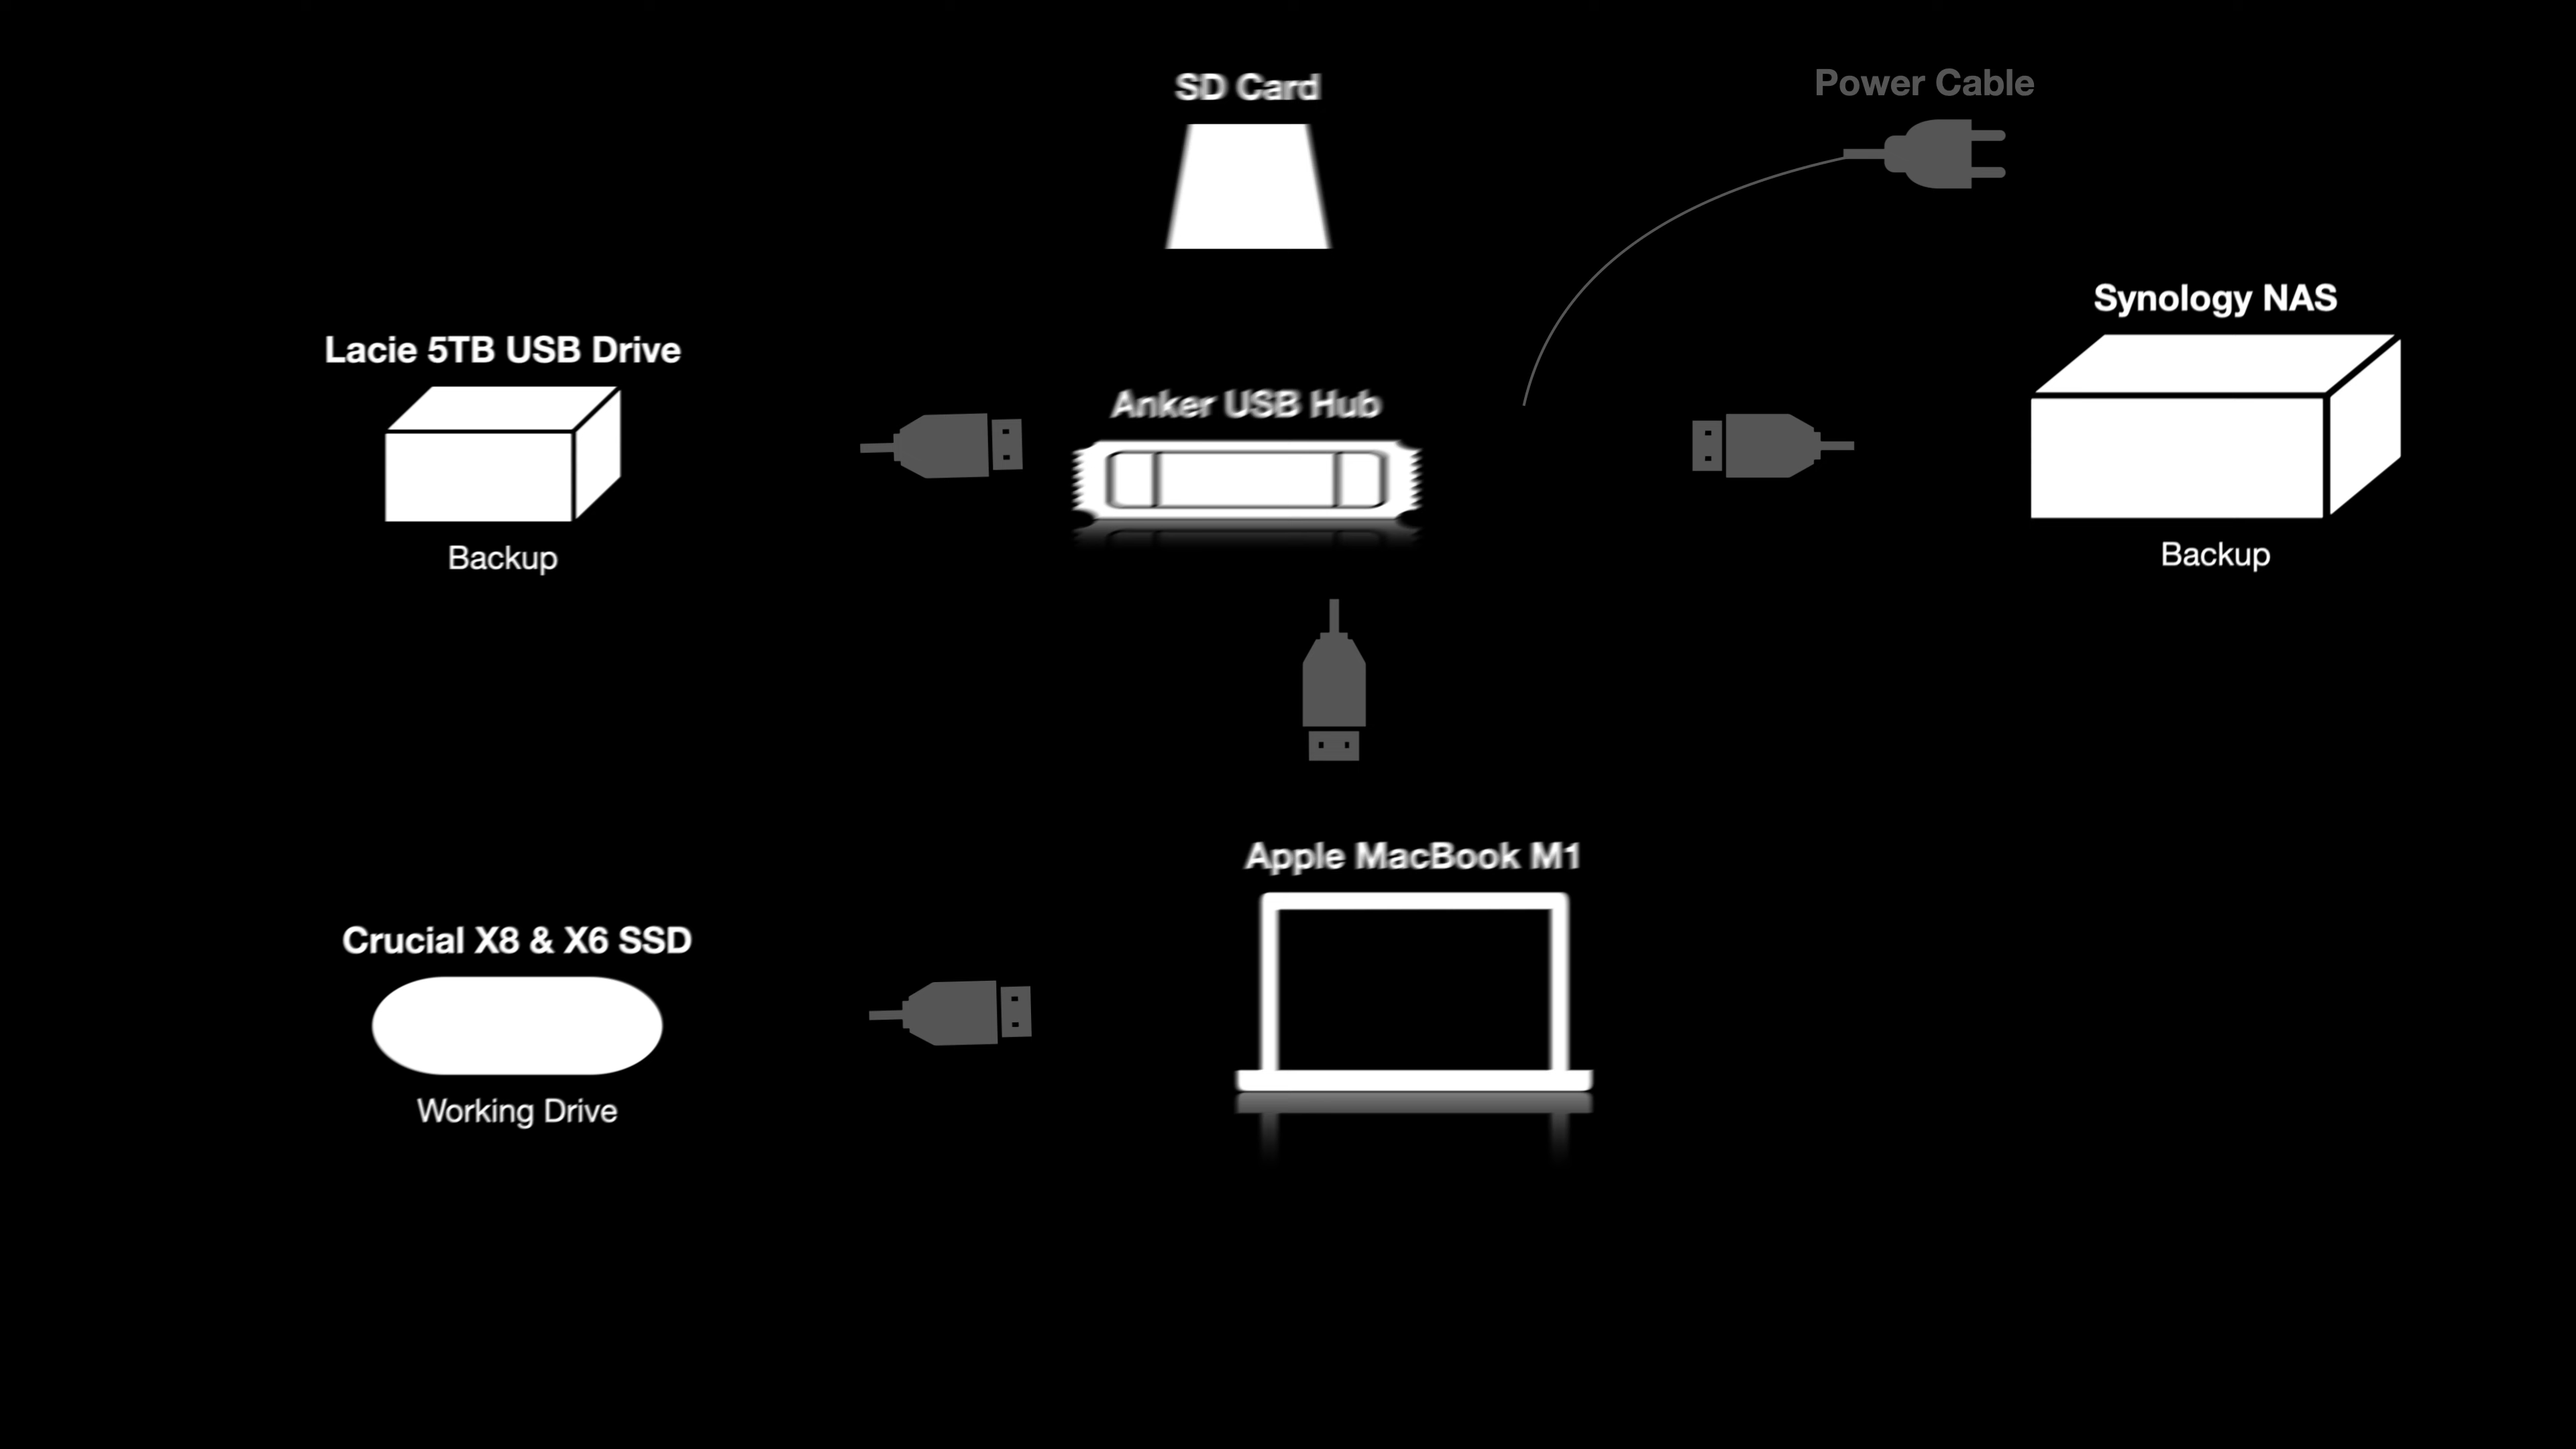 SD Card
Power Cable
Synology NAS
Lacie 5TB USB Drive
Anker USB Hub
Backup
Backup
Apple MacBook M1
Crucial X8 & X6 SSD
Working Drive